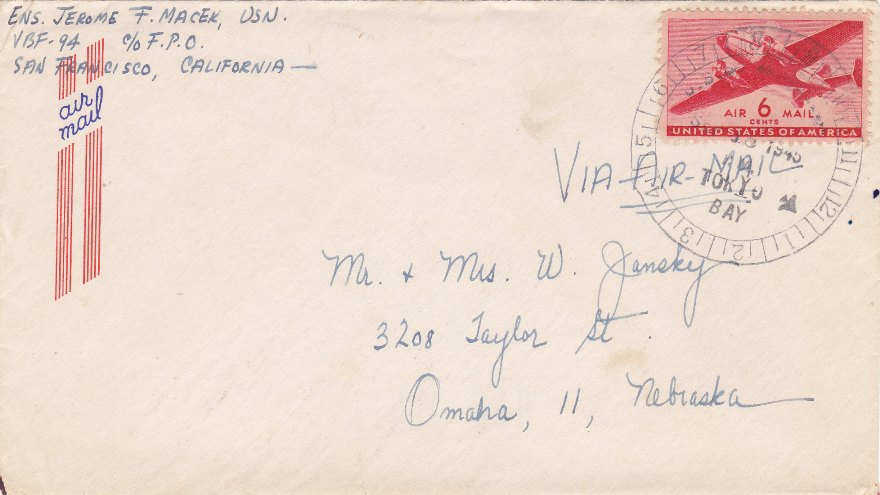 ENS. JEROME F. MACEK, USN.
VBF-94 c/o F.P.O.
SAN FRANCISCO, CALIFORNIA —
air
mail
AIR 6 MAIL
CENTS
UNITED STATES OF AMERICA
1945
TOKYO
BAY
VIA AIR-MAIL
Mr. + Mrs. W. Jansky
3208 Taylor St.
Omaha, 11, Nebraska